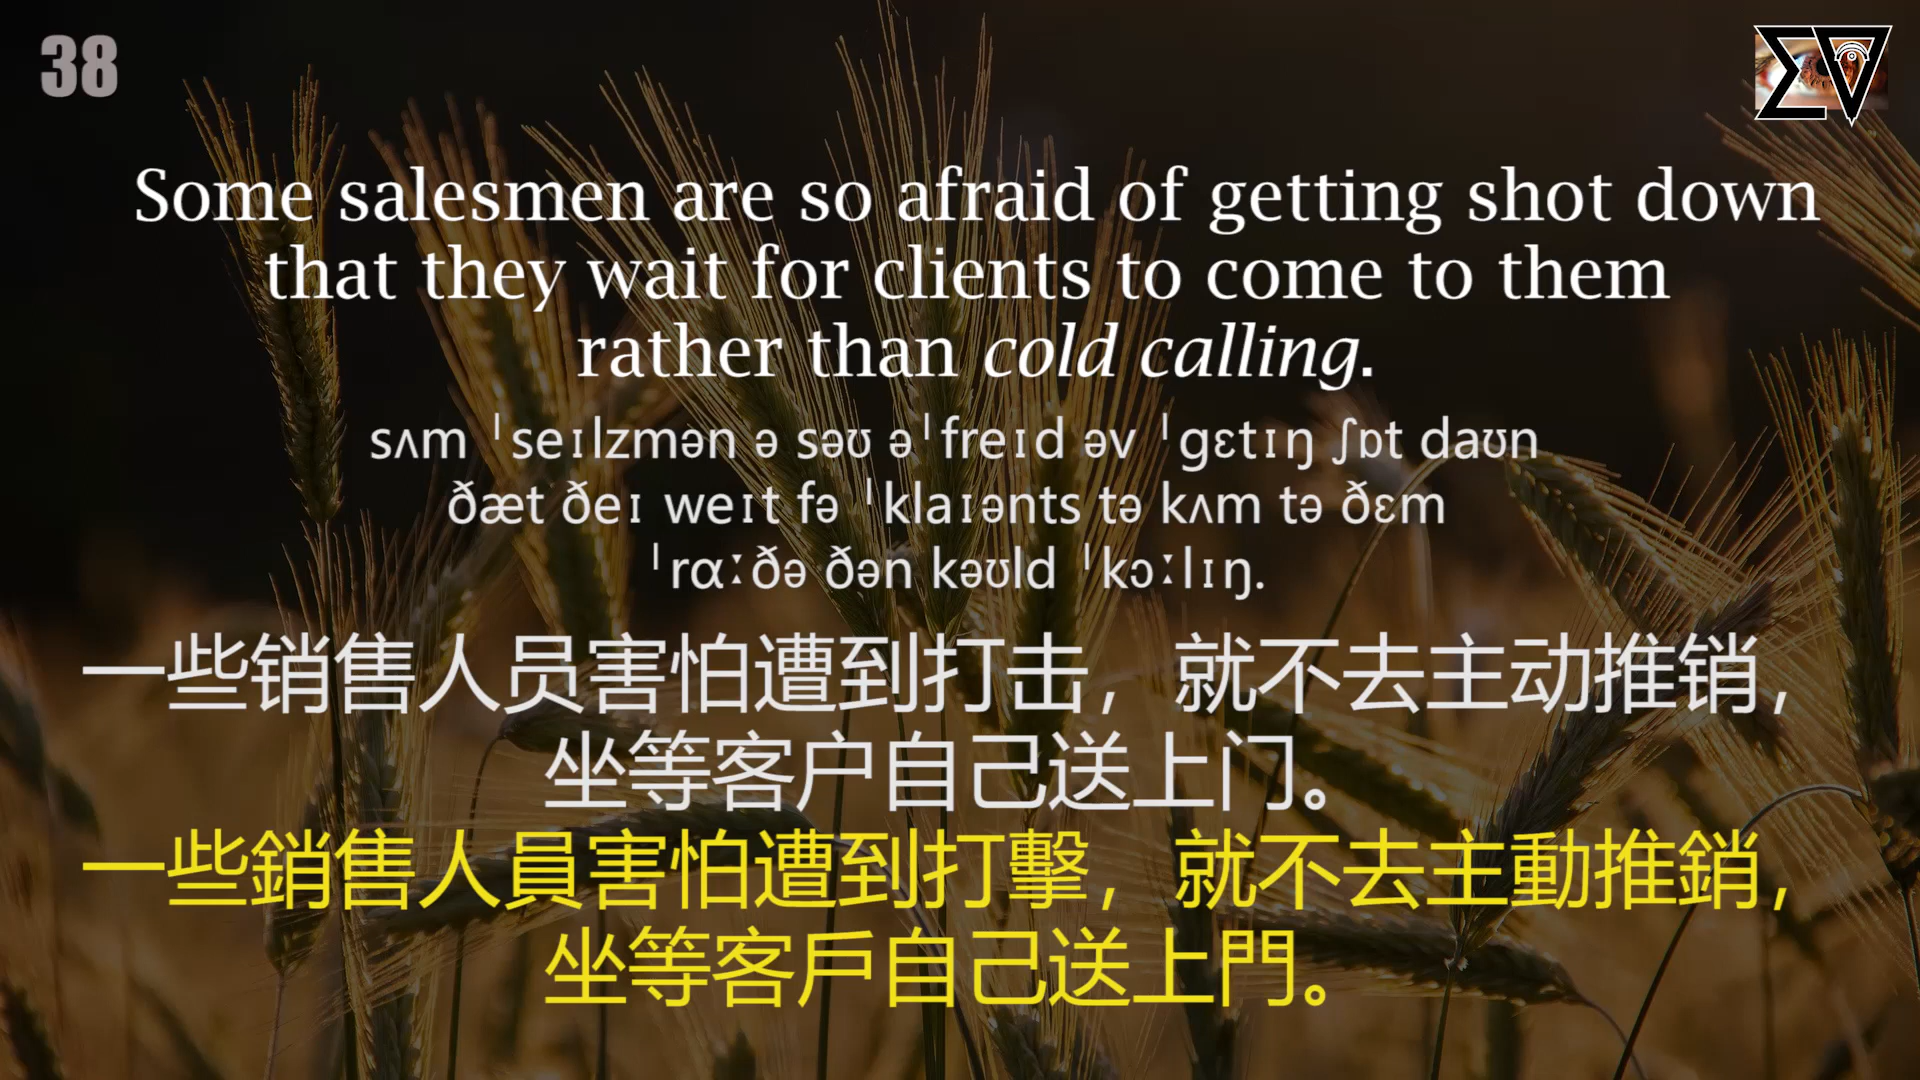 38
Some salesmen are so afraid of getting shot down
that they wait for clients to come to them
rather than cold calling.
sʌm ˈseɪlzmən ə səʊ əˈfreɪd əv ˈgɛtɪŋ ʃɒt daʊn
ðæt ðeɪ weɪt fə ˈklaɪənts tə kʌm tə ðɛm
ˈrɑːðə ðən kəʊld ˈkɔːlɪŋ.
一些销售人员害怕遭到打击，就不去主动推销，
坐等客户自己送上门。
一些銷售人員害怕遭到打擊，就不去主動推銷，
坐等客戶自己送上門。